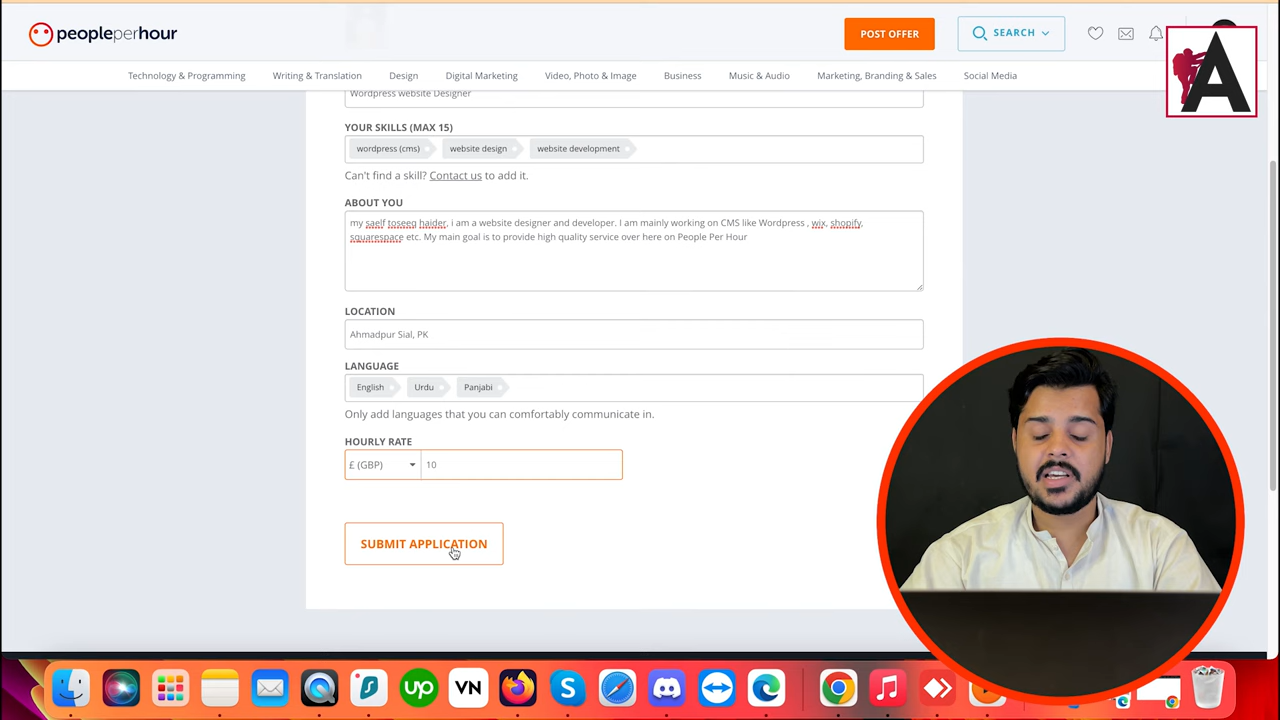 peopleperhour
POST OFFER
SEARCH
Technology & Programming
Writing & Translation
Design
Digital Marketing
Video, Photo & Image
Business
Music & Audio
Marketing, Branding & Sales
Social Media
A
Wordpress website Designer
YOUR SKILLS (MAX 15)
wordpress (cms)
website design
website development
Can't find a skill? Contact us to add it.
ABOUT YOU
my saelf toseeq haider, i am a website designer and developer. I am mainly working on CMS like Wordpress , wix, shopify,
squarespace etc. My main goal is to provide high quality service over here on People Per Hour
LOCATION
Ahmadpur Sial, PK
LANGUAGE
English
Urdu
Panjabi
Only add languages that you can comfortably communicate in.
HOURLY RATE
£ (GBP)
10
SUBMIT APPLICATION
up
VN